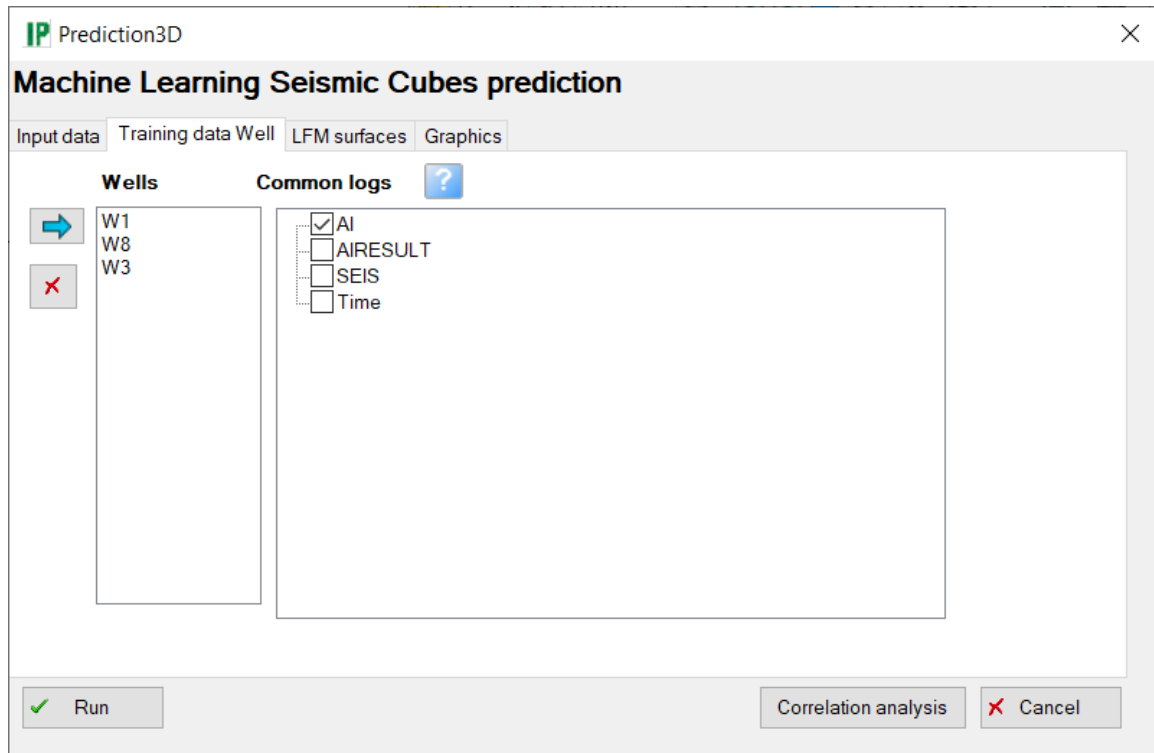 IP Prediction3D
Machine Learning Seismic Cubes prediction
Input data Training data Well LFM surfaces Graphics
Wells Common logs ?
W1
W8
W3
AI
AIRESULT
SEIS
Time
Run Correlation analysis Cancel